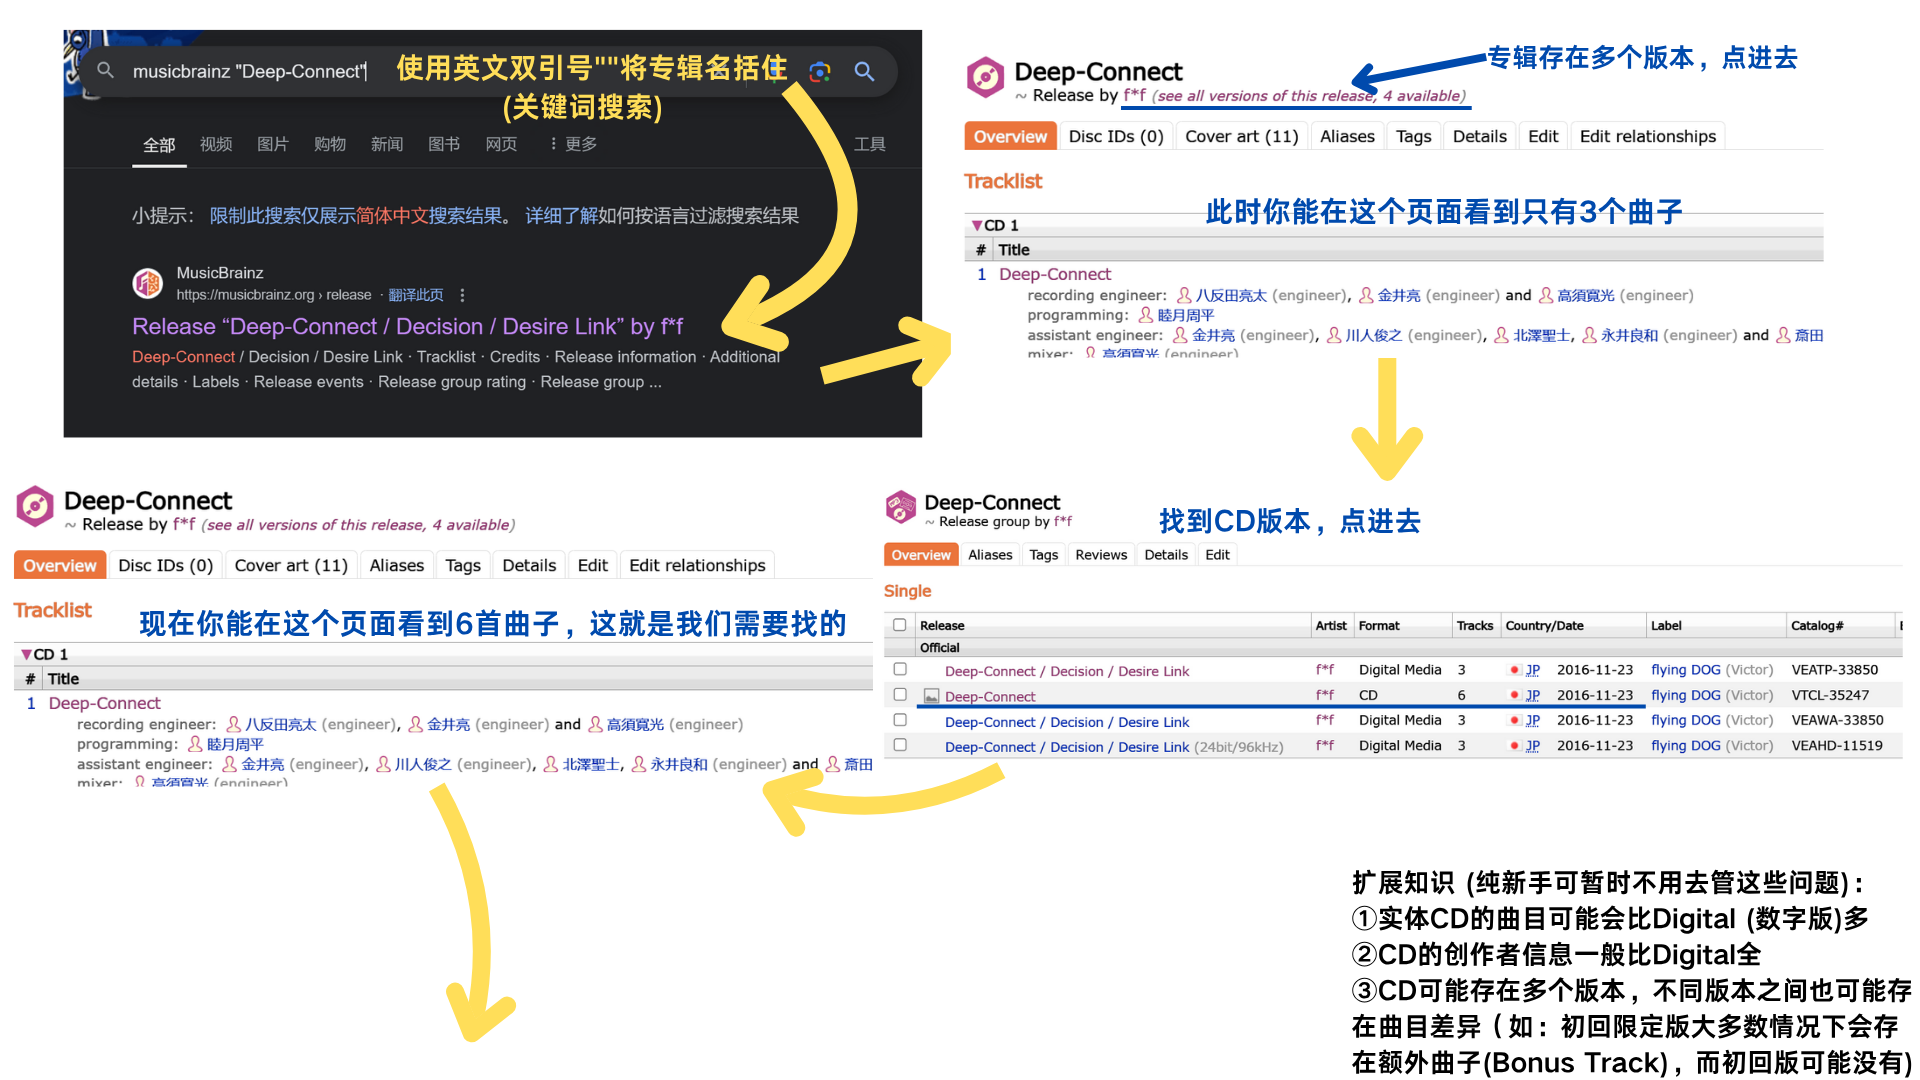 musicbrainz "Deep-Connect"
使用英文双引号""将专辑名括住
(关键词搜索)
全部 视频 图片 购物 新闻 图书 网页 更多 工具
小提示： 限制此搜索仅展示简体中文搜索结果。 详细了解如何按语言过滤搜索结果
MusicBrainz
https://musicbrainz.org › release · 翻译此页
Release “Deep-Connect / Decision / Desire Link” by f*f
Deep-Connect / Decision / Desire Link · Tracklist · Credits · Release information · Additional
details · Labels · Release events · Release group rating · Release group ...
专辑存在多个版本，点进去
Deep-Connect
~ Release by f*f (see all versions of this release, 4 available)
Overview Disc IDs (0) Cover art (11) Aliases Tags Details Edit Edit relationships
Tracklist
此时你能在这个页面看到只有3个曲子
▼CD 1
# Title
1 Deep-Connect
recording engineer: 八反田亮太 (engineer), 金井亮 (engineer) and 高須寛光 (engineer)
programming: 睦月周平
assistant engineer: 金井亮 (engineer), 川人俊之 (engineer), 北澤聖士, 永井良和 (engineer) and 斎田
mixer: 高須寛光 (engineer)
Deep-Connect
~ Release group by f*f
找到CD版本，点进去
Overview Aliases Tags Reviews Details Edit
Single
Release Artist Format Tracks Country/Date Label Catalog#
Official
Deep-Connect / Decision / Desire Link f*f Digital Media 3 JP 2016-11-23 flying DOG (Victor) VEATP-33850
Deep-Connect f*f CD 6 JP 2016-11-23 flying DOG (Victor) VTCL-35247
Deep-Connect / Decision / Desire Link f*f Digital Media 3 JP 2016-11-23 flying DOG (Victor) VEAWA-33850
Deep-Connect / Decision / Desire Link (24bit/96kHz) f*f Digital Media 3 JP 2016-11-23 flying DOG (Victor) VEAHD-11519
Deep-Connect
~ Release by f*f (see all versions of this release, 4 available)
Overview Disc IDs (0) Cover art (11) Aliases Tags Details Edit Edit relationships
Tracklist
现在你能在这个页面看到6首曲子，这就是我们需要找的
▼CD 1
# Title
1 Deep-Connect
recording engineer: 八反田亮太 (engineer), 金井亮 (engineer) and 高須寛光 (engineer)
programming: 睦月周平
assistant engineer: 金井亮 (engineer), 川人俊之 (engineer), 北澤聖士, 永井良和 (engineer) and 斎田
mixer: 高須寛光 (engineer)
扩展知识 (纯新手可暂时不用去管这些问题)：
①实体CD的曲目可能会比Digital (数字版)多
②CD的创作者信息一般比Digital全
③CD可能存在多个版本，不同版本之间也可能存
在曲目差异（如：初回限定版大多数情况下会存
在额外曲子(Bonus Track)，而初回版可能没有)